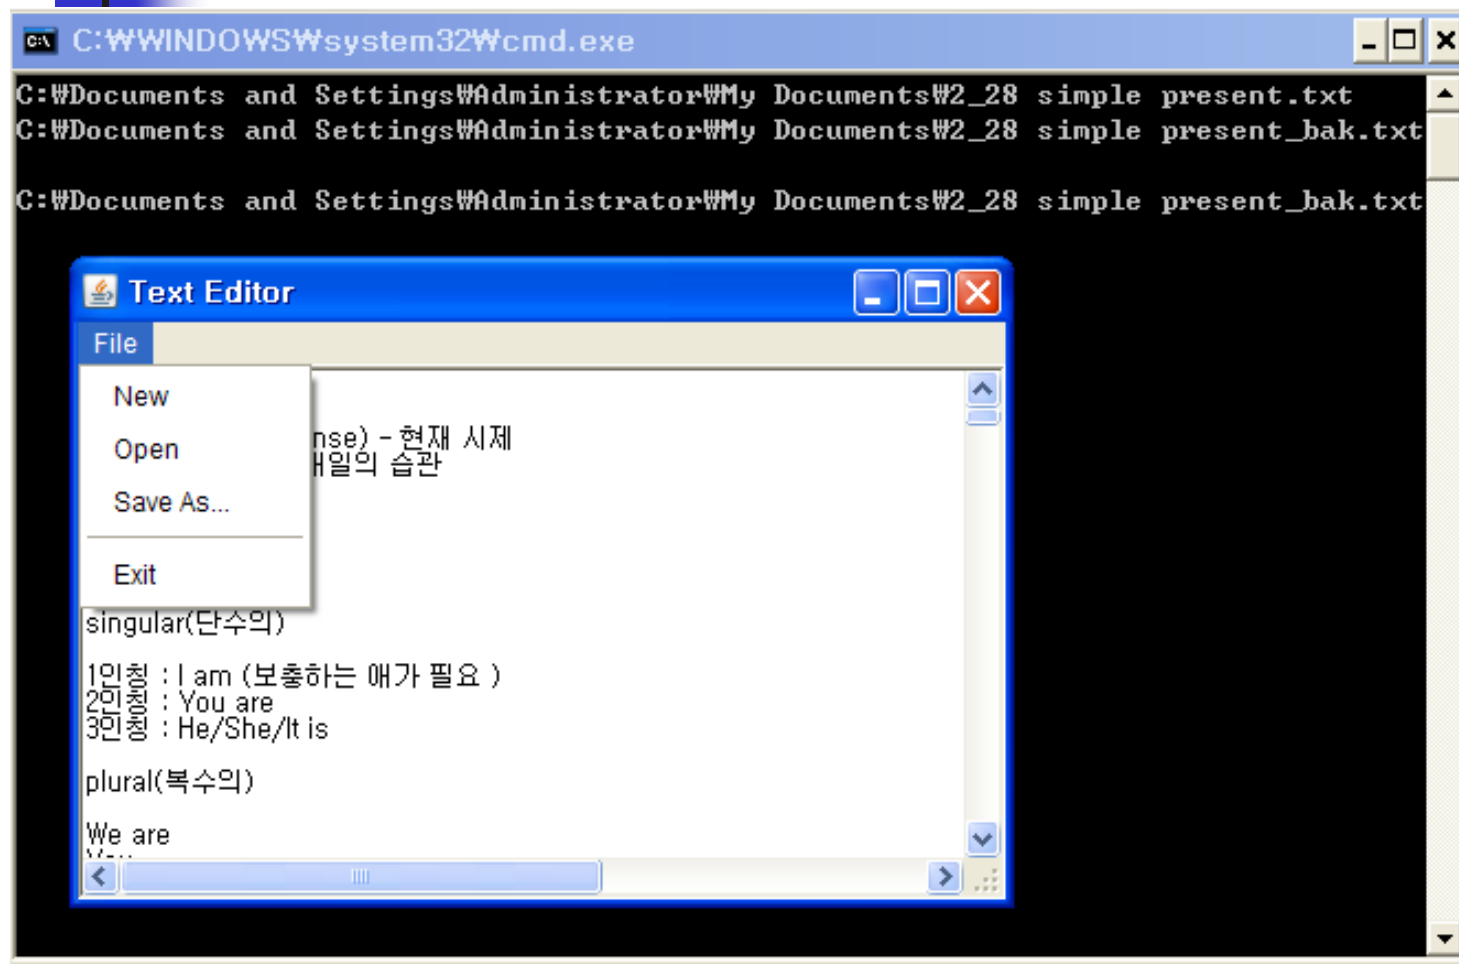 C:\WINDOWS₩system32₩cmd.exe
C:₩Documents and Settings₩Administrator₩My Documents₩2_28 simple present.txt
C:₩Documents and Settings₩Administrator₩My Documents₩2_28 simple present_bak.txt
C:₩Documents and Settings₩Administrator₩My Documents₩2_28 simple present_bak.txt
Text Editor
File
New
Open
Save As...
Exit
nse) - 현재 시제
일의 습관
singular(단수의)
1인칭 : I am (보충하는 애가 필요 )
2인칭 : You are
3인칭 : He/She/It is
plural(복수의)
We are